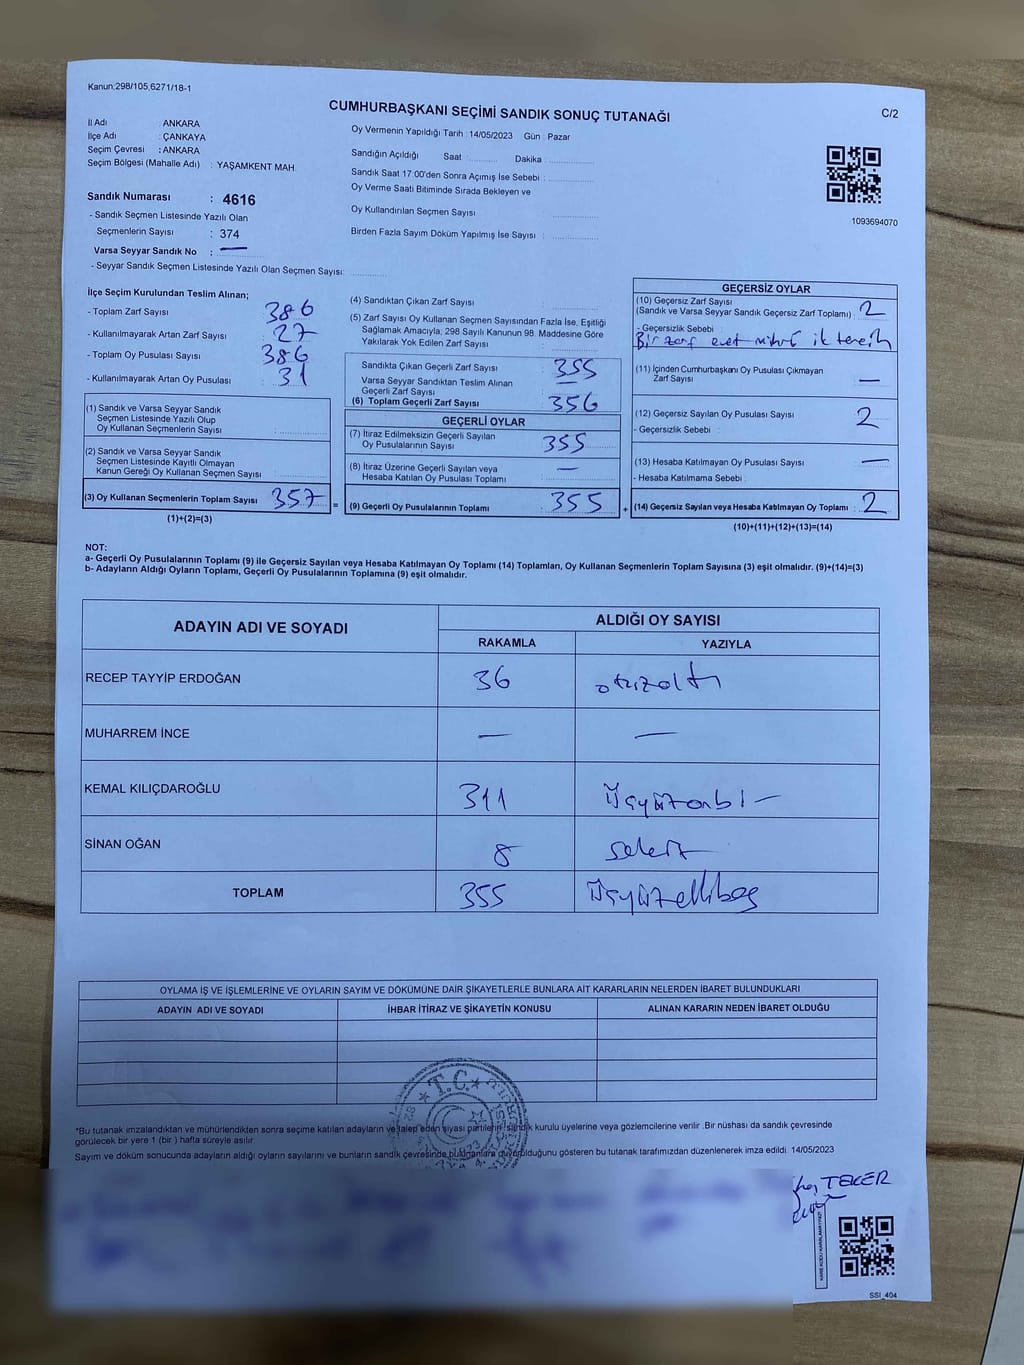 Kanun;298/105,6271/18-1
CUMHURBAŞKANI SEÇİMİ SANDIK SONUÇ TUTANAĞI
C/2
İl Adı ANKARA
İlçe Adı : ÇANKAYA
Seçim Çevresi : ANKARA
Seçim Bölgesi (Mahalle Adı) : YAŞAMKENT MAH.
Sandık Numarası : 4616
- Sandık Seçmen Listesinde Yazılı Olan
Seçmenlerin Sayısı : 374
Varsa Seyyar Sandık No : —
- Seyyar Sandık Seçmen Listesinde Yazılı Olan Seçmen Sayısı:
Oy Vermenin Yapıldığı Tarih : 14/05/2023 Gün : Pazar
Sandığın Açıldığı Saat : Dakika :
Sandık Saat 17:00'den Sonra Açımış İse Sebebi :
Oy Verme Saati Bitiminde Sırada Bekleyen ve
Oy Kullandırılan Seçmen Sayısı :
Birden Fazla Sayım Döküm Yapılmış İse Sayısı :
1093694070
İlçe Seçim Kurulundan Teslim Alınan;
- Toplam Zarf Sayısı : 386
- Kullanılmayarak Artan Zarf Sayısı : 27
- Toplam Oy Pusulası Sayısı : 386
- Kullanılmayarak Artan Oy Pusulası : 31
(1) Sandık ve Varsa Seyyar Sandık
Seçmen Listesinde Yazılı Olup
Oy Kullanan Seçmenlerin Sayısı :
(2) Sandık ve Varsa Seyyar Sandık
Seçmen Listesinde Kayıtlı Olmayan
Kanun Gereği Oy Kullanan Seçmen Sayısı :
(3) Oy Kullanan Seçmenlerin Toplam Sayısı : 357 =
(1)+(2)=(3)
(4) Sandıktan Çıkan Zarf Sayısı :
(5) Zarf Sayısı Oy Kullanan Seçmen Sayısından Fazla İse, Eşitliği
Sağlamak Amacıyla; 298 Sayılı Kanunun 98. Maddesine Göre
Yakılarak Yok Edilen Zarf Sayısı :
Sandıkta Çıkan Geçerli Zarf Sayısı : 355
Varsa Seyyar Sandıktan Teslim Alınan
Geçerli Zarf Sayısı : —
(6) Toplam Geçerli Zarf Sayısı : 356
GEÇERLİ OYLAR
(7) İtiraz Edilmeksizin Geçerli Sayılan
Oy Pusulalarının Sayısı : 355
(8) İtiraz Üzerine Geçerli Sayılan veya
Hesaba Katılan Oy Pusulası Toplamı : —
(9) Geçerli Oy Pusulalarının Toplamı : 355 +
GEÇERSİZ OYLAR
(10) Geçersiz Zarf Sayısı
(Sandık ve Varsa Seyyar Sandık Geçersiz Zarf Toplamı) : 2
- Geçersizlik Sebebi :
Bir zarf evet mührü
(11) İçinden Cumhurbaşkanı Oy Pusulası Çıkmayan
Zarf Sayısı : —
(12) Geçersiz Sayılan Oy Pusulası Sayısı : 2
- Geçersizlik Sebebi :
(13) Hesaba Katılmayan Oy Pusulası Sayısı : —
- Hesaba Katılmama Sebebi :
(14) Geçersiz Sayılan veya Hesaba Katılmayan Oy Toplamı : 2
(10)+(11)+(12)+(13)=(14)
NOT:
a- Geçerli Oy Pusulalarının Toplamı (9) ile Geçersiz Sayılan veya Hesaba Katılmayan Oy Toplamı (14) Toplamları, Oy Kullanan Seçmenlerin Toplam Sayısına (3) eşit olmalıdır. (9)+(14)=(3)
b- Adayların Aldığı Oyların Toplamı, Geçerli Oy Pusulalarının Toplamına (9) eşit olmalıdır.
ADAYIN ADI VE SOYADI ALDIĞI OY SAYISI
RAKAMLA YAZIYLA
RECEP TAYYİP ERDOĞAN 36 otuzaltı
MUHARREM İNCE — —
KEMAL KILIÇDAROĞLU 311 üçyüzonbi—
SİNAN OĞAN 8 sekiz
TOPLAM 355 üçyüzellibeş
OYLAMA İŞ VE İŞLEMLERİNE VE OYLARIN SAYIM VE DÖKÜMÜNE DAİR ŞİKAYETLERLE BUNLARA AİT KARARLARIN NELERDEN İBARET BULUNDUKLARI
ADAYIN ADI VE SOYADI İHBAR İTİRAZ VE ŞİKAYETİN KONUSU ALINAN KARARIN NEDEN İBARET OLDUĞU
T.C.
*Bu tutanak imzalandıktan ve mühürlendikten sonra seçime katılan adayların ve talep eden siyasi partilerin sandık kurulu üyelerine veya gözlemcilerine verilir .Bir nüshası da sandık çevresinde
görülecek bir yere 1 (bir ) hafta süreyle asılır.
Sayım ve döküm sonucunda adayların aldığı oyların sayılarını ve bunların sandık çevresinde bulunanlara duyurulduğunu gösteren bu tutanak tarafımızdan düzenlenerek imza edildi. 14/05/2023
TEKER
SSI_404